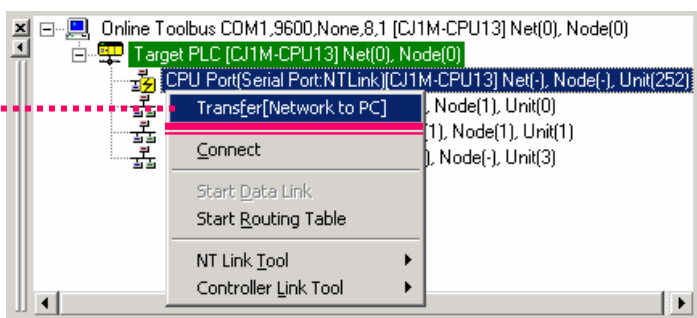 Online Toolbus COM1,9600,None,8,1 [CJ1M-CPU13] Net(0), Node(0)
Target PLC [CJ1M-CPU13] Net(0), Node(0)
CPU Port(Serial Port:NTLink)[CJ1M-CPU13] Net(-), Node(-), Unit(252)
Transfer[Network to PC] , Node(1), Unit(0)
1), Node(1), Unit(1)
Connect ), Node(-), Unit(3)
Start Data Link
Start Routing Table
NT Link Tool
Controller Link Tool